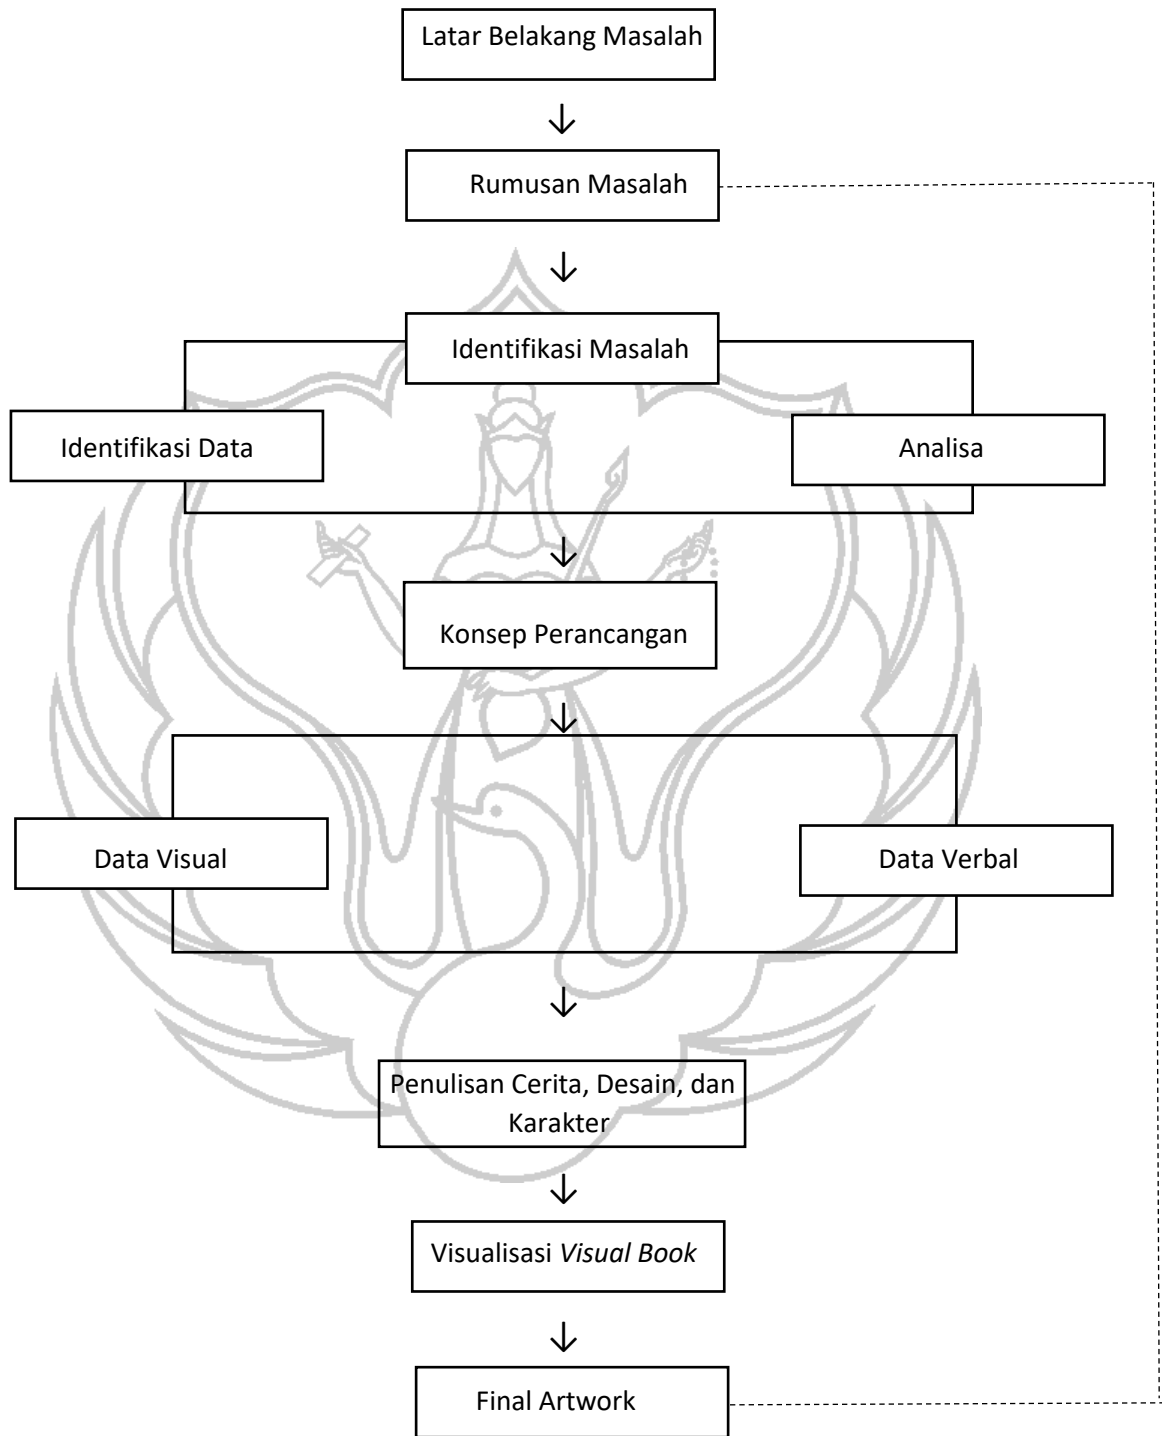 Latar Belakang Masalah
Rumusan Masalah
Identifikasi Masalah
Identifikasi Data
Analisa
Konsep Perancangan
Data Visual
Data Verbal
Penulisan Cerita, Desain, dan
Karakter
Visualisasi Visual Book
Final Artwork